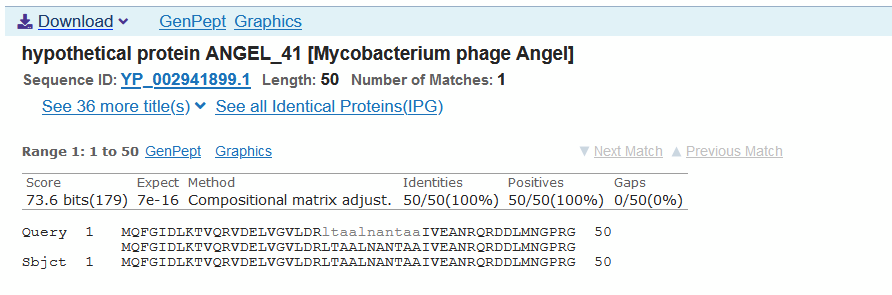 Download GenPept Graphics
hypothetical protein ANGEL_41 [Mycobacterium phage Angel]
Sequence ID: YP_002941899.1 Length: 50 Number of Matches: 1
See 36 more title(s) See all Identical Proteins(IPG)
Range 1: 1 to 50 GenPept Graphics Next Match Previous Match
Score Expect Method Identities Positives Gaps
73.6 bits(179) 7e-16 Compositional matrix adjust. 50/50(100%) 50/50(100%) 0/50(0%)
Query 1 MQFGIDLKTVQRVDELVGVLDRltaalnantaaIVEANRQRDDLMNGPRG 50
MQFGIDLKTVQRVDELVGVLDRLTAALNANTAAIVEANRQRDDLMNGPRG
Sbjct 1 MQFGIDLKTVQRVDELVGVLDRLTAALNANTAAIVEANRQRDDLMNGPRG 50